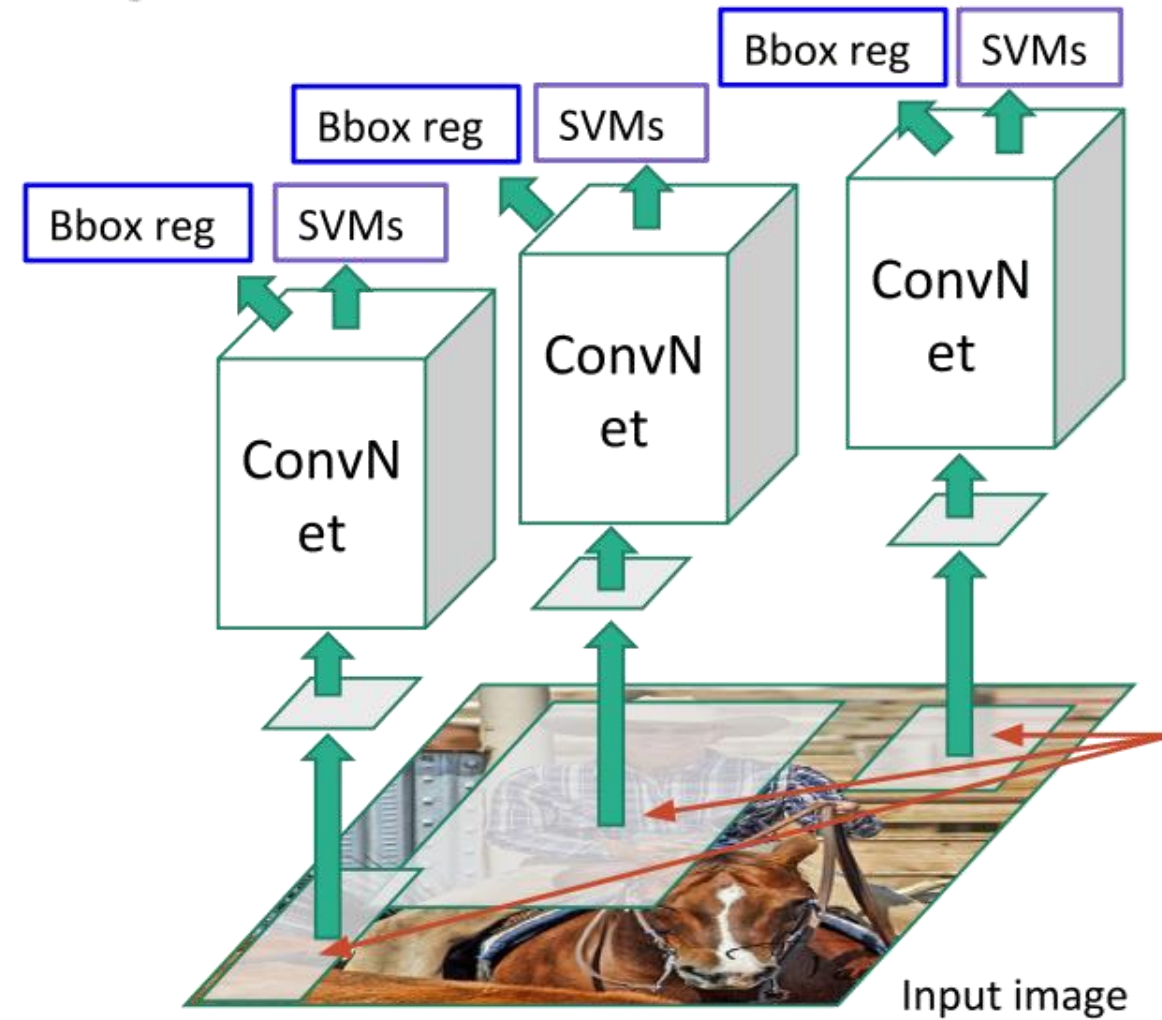 Bbox reg
SVMs
Bbox reg
SVMs
Bbox reg
SVMs
ConvN
et
ConvN
et
ConvN
et
Input image